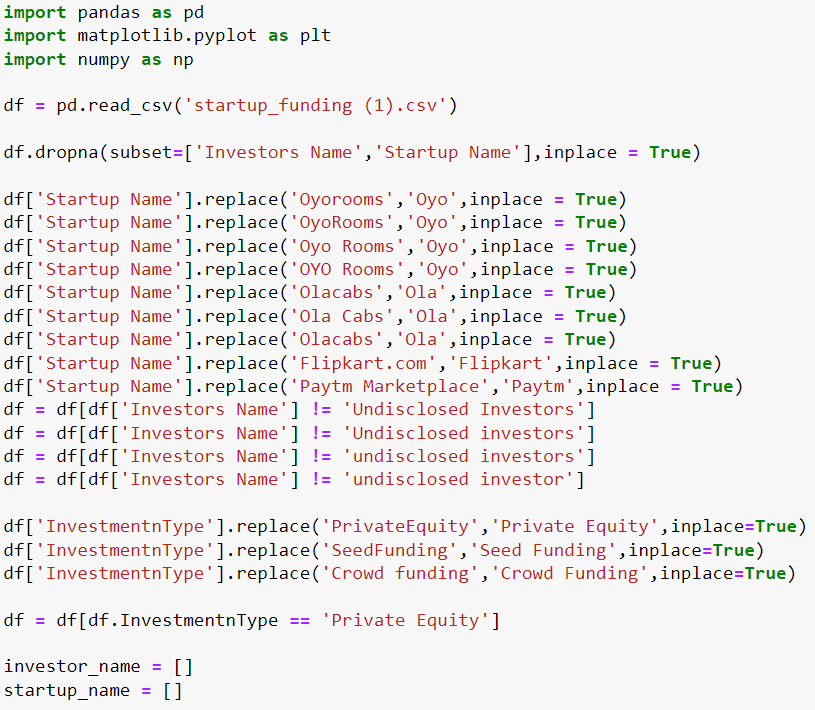 import pandas as pd
import matplotlib.pyplot as plt
import numpy as np
df = pd.read_csv('startup_funding (1).csv')
df.dropna(subset=['Investors Name','Startup Name'],inplace = True)
df['Startup Name'].replace('Oyorooms','Oyo',inplace = True)
df['Startup Name'].replace('OyoRooms','Oyo',inplace = True)
df['Startup Name'].replace('Oyo Rooms','Oyo',inplace = True)
df['Startup Name'].replace('OYO Rooms','Oyo',inplace = True)
df['Startup Name'].replace('Olacabs','Ola',inplace = True)
df['Startup Name'].replace('Ola Cabs','Ola',inplace = True)
df['Startup Name'].replace('Olacabs','Ola',inplace = True)
df['Startup Name'].replace('Flipkart.com','Flipkart',inplace = True)
df['Startup Name'].replace('Paytm Marketplace','Paytm',inplace = True)
df = df[df['Investors Name'] != 'Undisclosed Investors']
df = df[df['Investors Name'] != 'Undisclosed investors']
df = df[df['Investors Name'] != 'undisclosed investors']
df = df[df['Investors Name'] != 'undisclosed investor']
df['InvestmentnType'].replace('PrivateEquity','Private Equity',inplace=True)
df['InvestmentnType'].replace('SeedFunding','Seed Funding',inplace=True)
df['InvestmentnType'].replace('Crowd funding','Crowd Funding',inplace=True)
df = df[df.InvestmentnType == 'Private Equity']
investor_name = []
startup_name = []